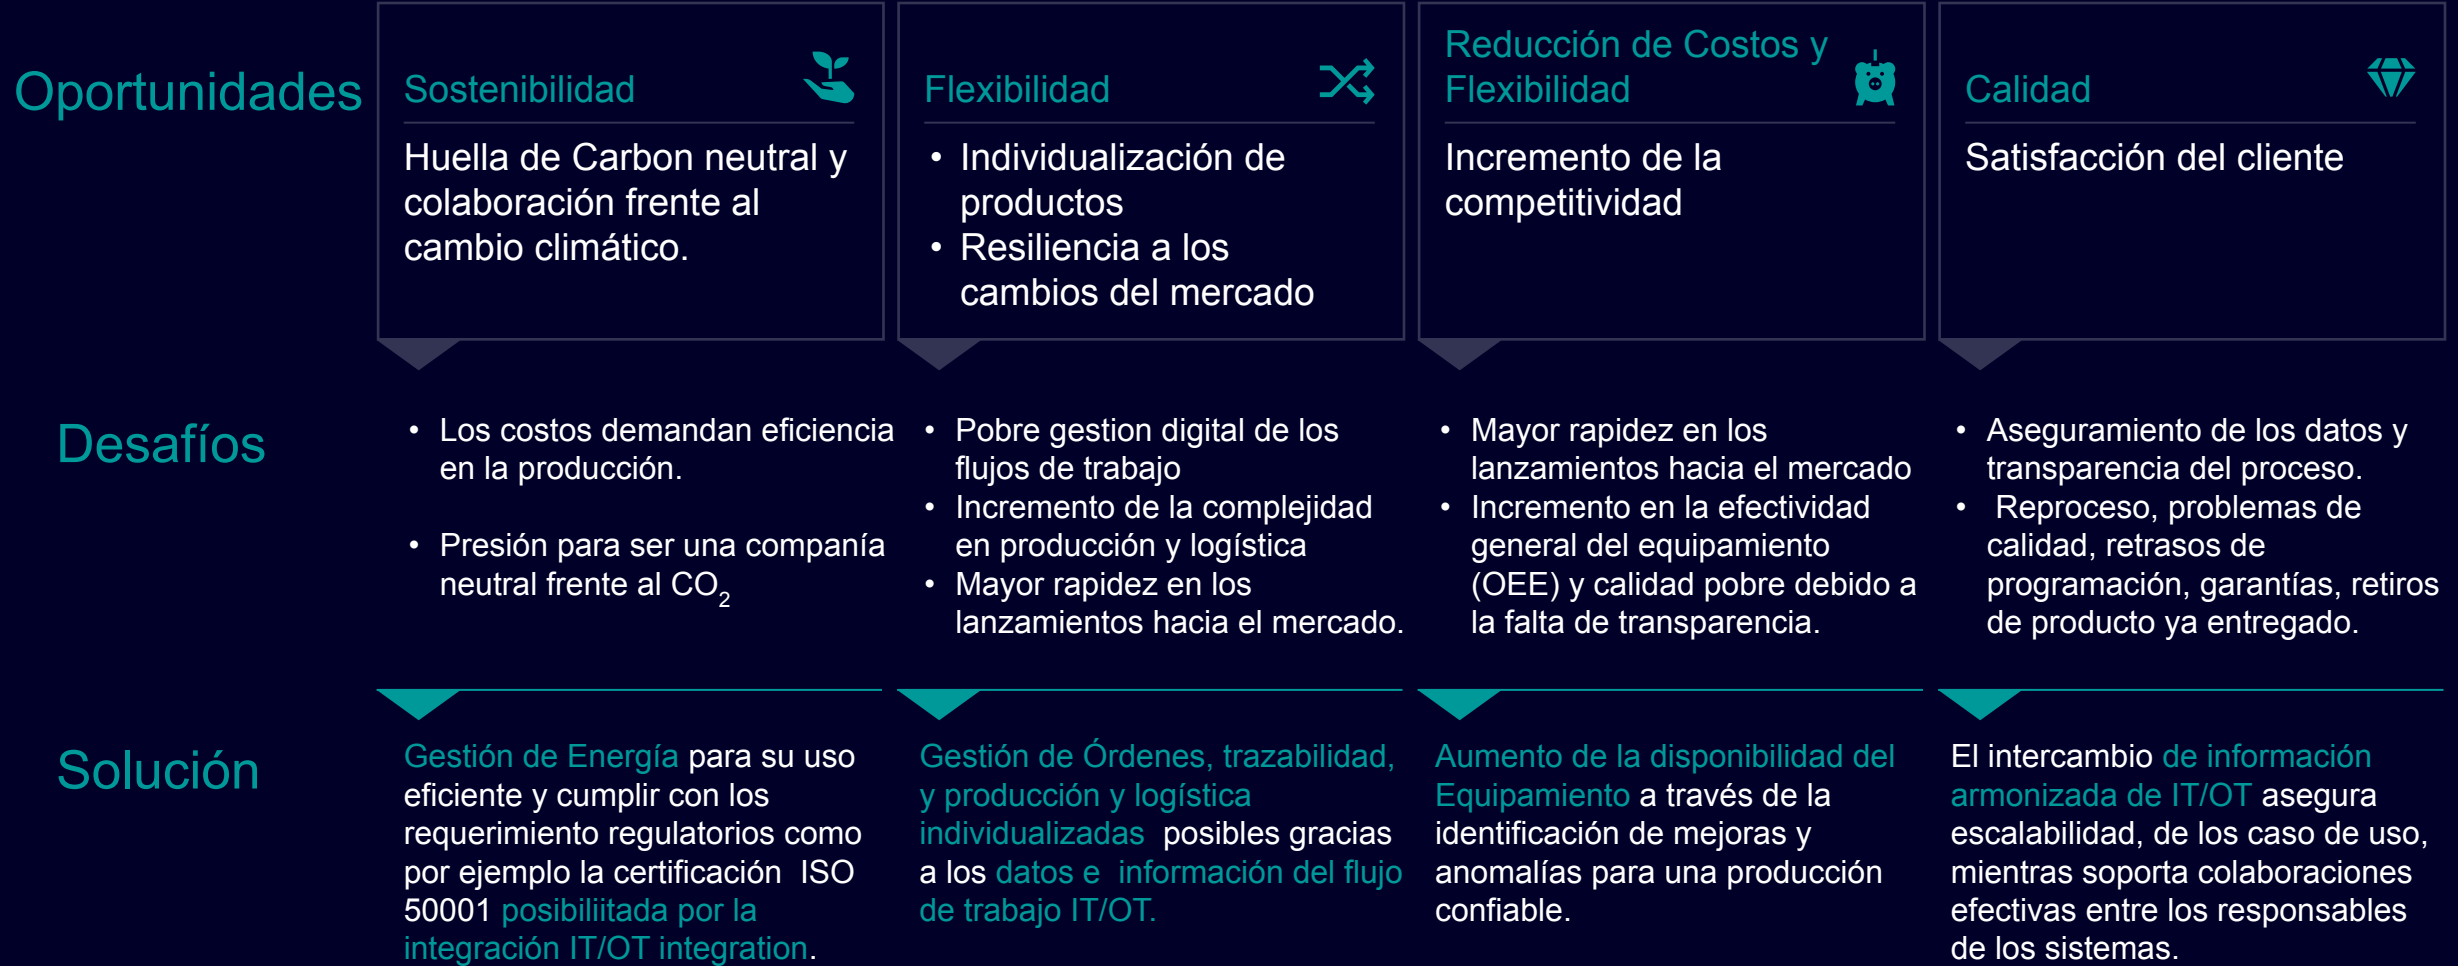 Oportunidades
Sostenibilidad
Huella de Carbon neutral y
colaboración frente al
cambio climático.
Flexibilidad
• Individualización de
productos
• Resiliencia a los
cambios del mercado
Reducción de Costos y
Flexibilidad
Incremento de la
competitividad
Calidad
Satisfacción del cliente
Desafíos
• Los costos demandan eficiencia
en la producción.
• Presión para ser una compañía
neutral frente al CO₂
• Pobre gestion digital de los
flujos de trabajo
• Incremento de la complejidad
en producción y logística
• Mayor rapidez en los
lanzamientos hacia el mercado.
• Mayor rapidez en los
lanzamientos hacia el mercado
• Incremento en la efectividad
general del equipamiento
(OEE) y calidad pobre debido a
la falta de transparencia.
• Aseguramiento de los datos y
transparencia del proceso.
• Reproceso, problemas de
calidad, retrasos de
programación, garantías, retiros
de producto ya entregado.
Solución
Gestión de Energía para su uso
eficiente y cumplir con los
requerimiento regulatorios como
por ejemplo la certificación ISO
50001 posibiliitada por la
integración IT/OT integration.
Gestión de Órdenes, trazabilidad,
y producción y logística
individualizadas posibles gracias
a los datos e información del flujo
de trabajo IT/OT.
Aumento de la disponibilidad del
Equipamiento a través de la
identificación de mejoras y
anomalías para una producción
confiable.
El intercambio de información
armonizada de IT/OT asegura
escalabilidad, de los caso de uso,
mientras soporta colaboraciones
efectivas entre los responsables
de los sistemas.